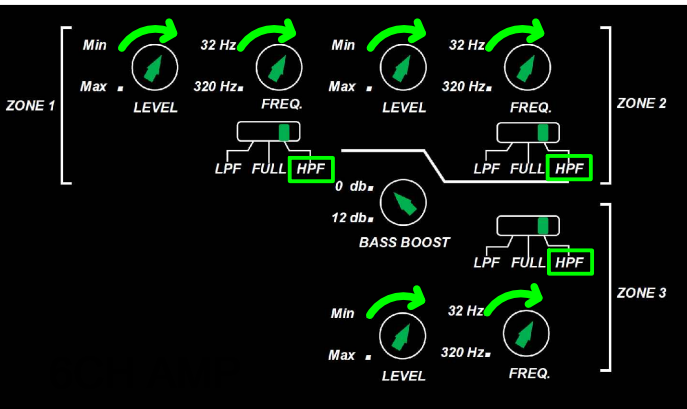 ZONE 1
Min
Max
LEVEL
32 Hz
320 Hz
FREQ.
LPF FULL HPF
Min
Max
LEVEL
32 Hz
320 Hz
FREQ.
LPF FULL HPF
ZONE 2
0 db
12 db
BASS BOOST
LPF FULL HPF
ZONE 3
Min
Max
LEVEL
32 Hz
320 Hz
FREQ.